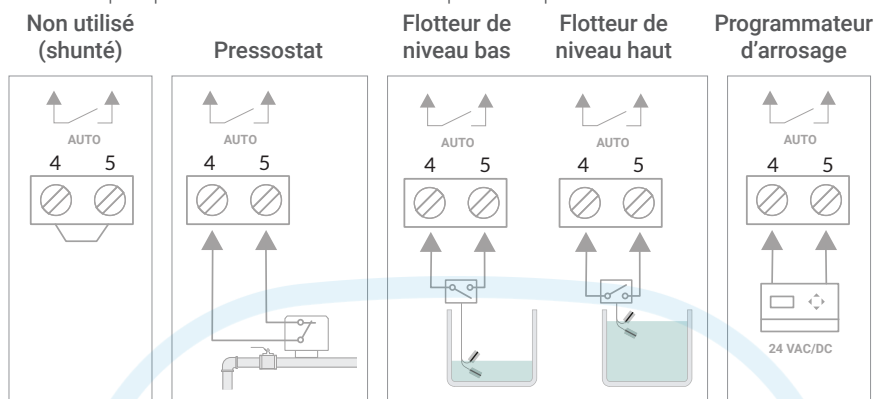 Non utilisé
(shunté)
Pressostat
Flotteur de
niveau bas
Flotteur de
niveau haut
Programmateur
d'arrosage
AUTO
4 5
AUTO
4 5
AUTO
4 5
AUTO
4 5
AUTO
4 5
24 VAC/DC